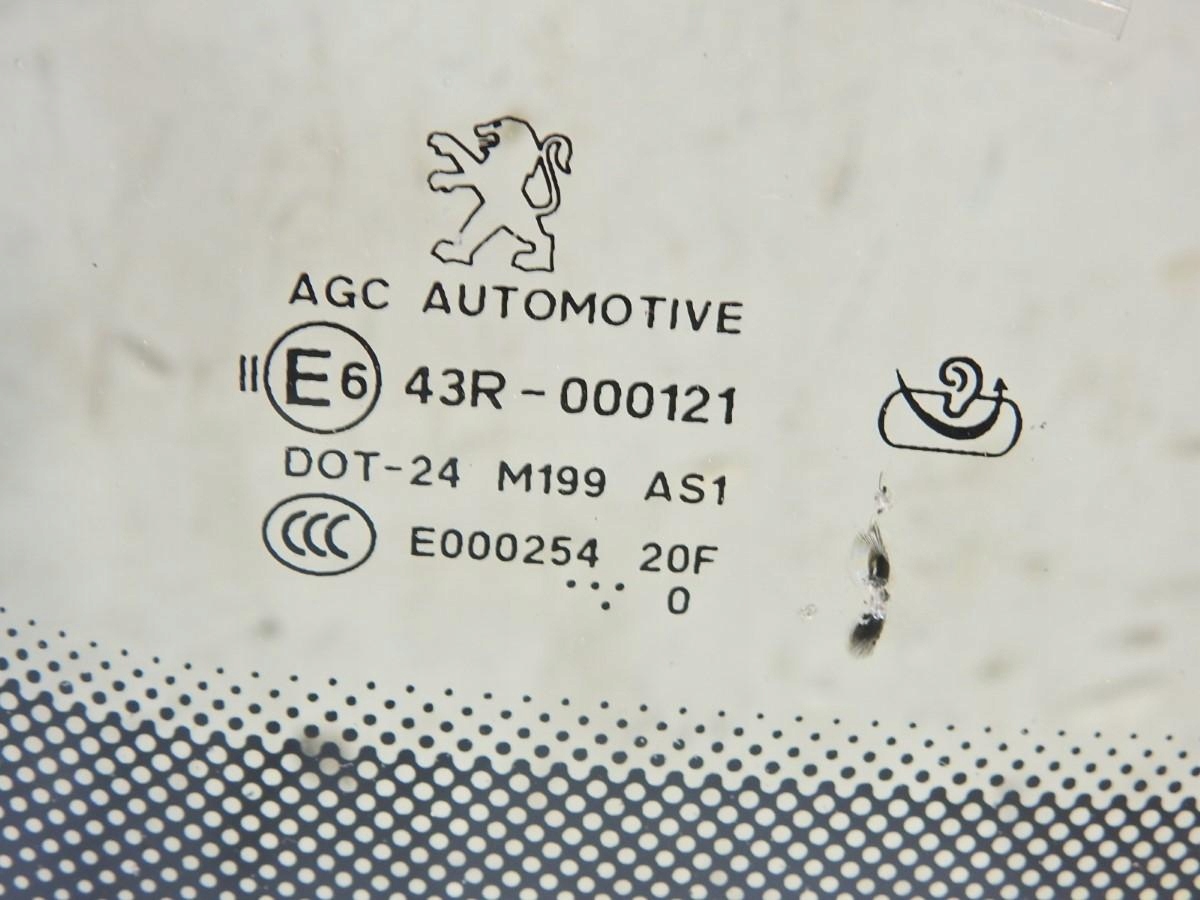 AGC AUTOMOTIVE
II E6 43R-000121
DOT-24 M199 AS1
CCC E000254 20F
0